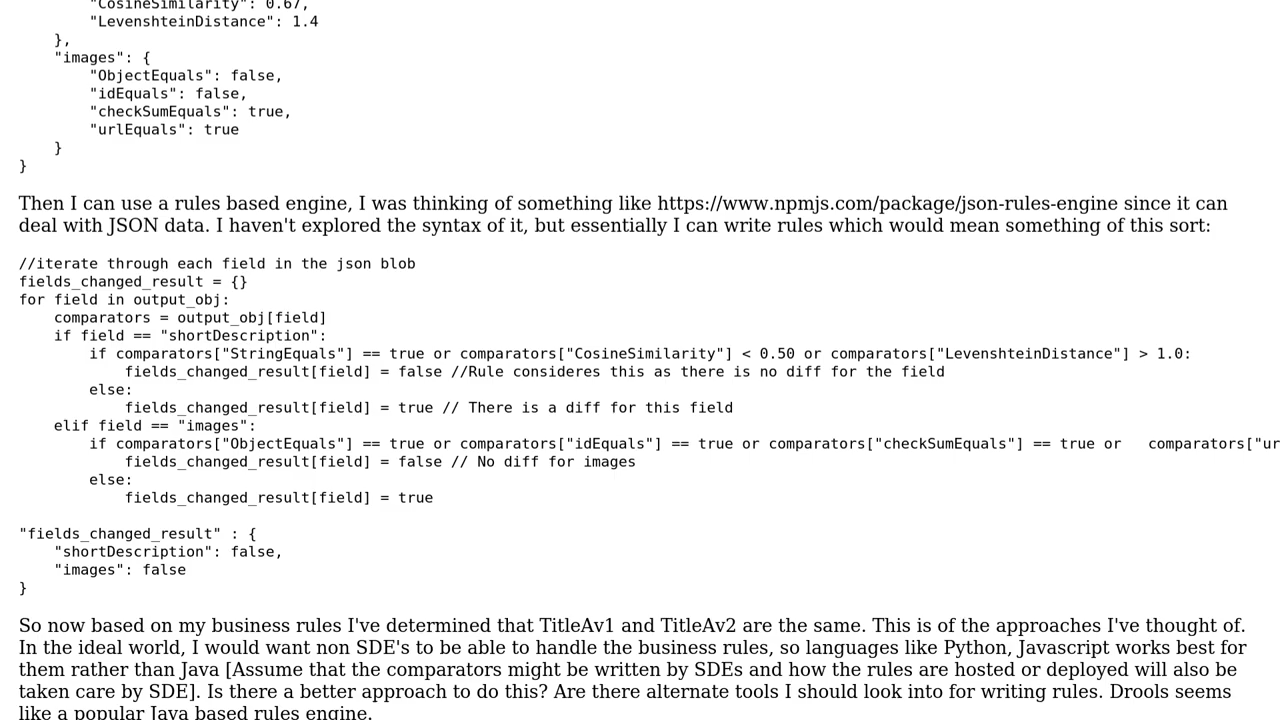 "CosineSimilarity": 0.67,
"LevenshteinDistance": 1.4
},
"images": {
"ObjectEquals": false,
"idEquals": false,
"checkSumEquals": true,
"urlEquals": true
}
}
Then I can use a rules based engine, I was thinking of something like https://www.npmjs.com/package/json-rules-engine since it can
deal with JSON data. I haven't explored the syntax of it, but essentially I can write rules which would mean something of this sort:
//iterate through each field in the json blob
fields_changed_result = {}
for field in output_obj:
comparators = output_obj[field]
if field == "shortDescription":
if comparators["StringEquals"] == true or comparators["CosineSimilarity"] < 0.50 or comparators["LevenshteinDistance"] > 1.0:
fields_changed_result[field] = false //Rule consideres this as there is no diff for the field
else:
fields_changed_result[field] = true // There is a diff for this field
elif field == "images":
if comparators["ObjectEquals"] == true or comparators["idEquals"] == true or comparators["checkSumEquals"] == true or   comparators["ur
fields_changed_result[field] = false // No diff for images
else:
fields_changed_result[field] = true
"fields_changed_result" : {
"shortDescription": false,
"images": false
}
So now based on my business rules I've determined that TitleAv1 and TitleAv2 are the same. This is of the approaches I've thought of.
In the ideal world, I would want non SDE's to be able to handle the business rules, so languages like Python, Javascript works best for
them rather than Java [Assume that the comparators might be written by SDEs and how the rules are hosted or deployed will also be
taken care by SDE]. Is there a better approach to do this? Are there alternate tools I should look into for writing rules. Drools seems
like a popular Java based rules engine.